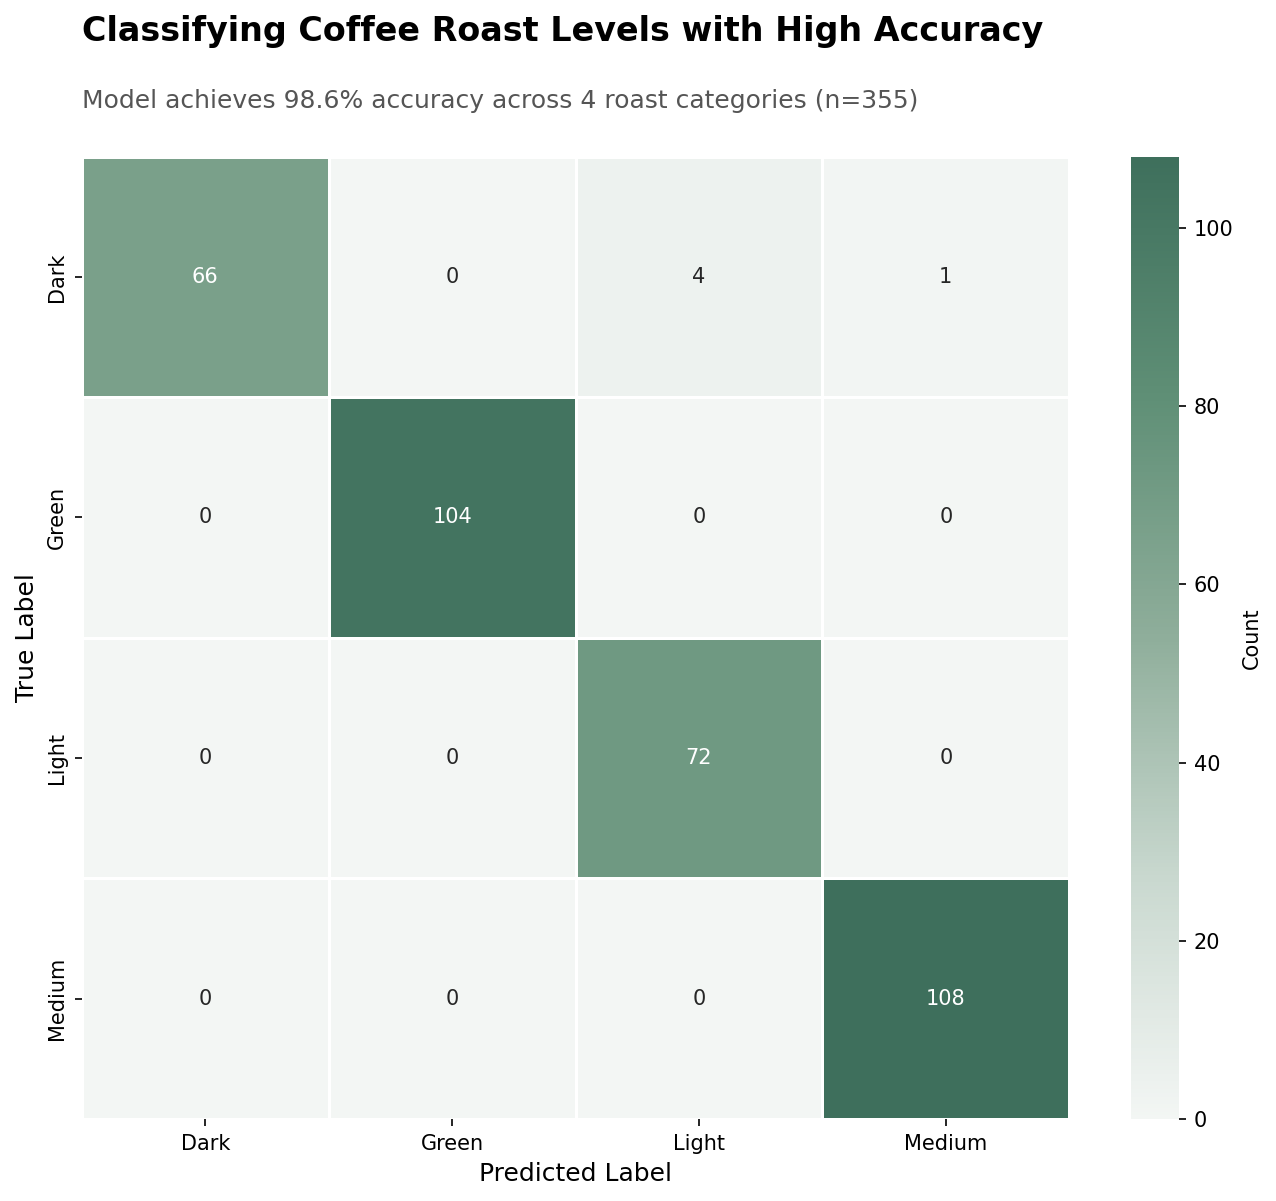 Classifying Coffee Roast Levels with High Accuracy
Model achieves 98.6% accuracy across 4 roast categories (n=355)
True Label
Dark
66 0 4 1
Green
0 104 0 0
Light
0 0 72 0
Medium
0 0 0 108
Dark Green Light Medium
Predicted Label
100
80
60
40
20
0
Count